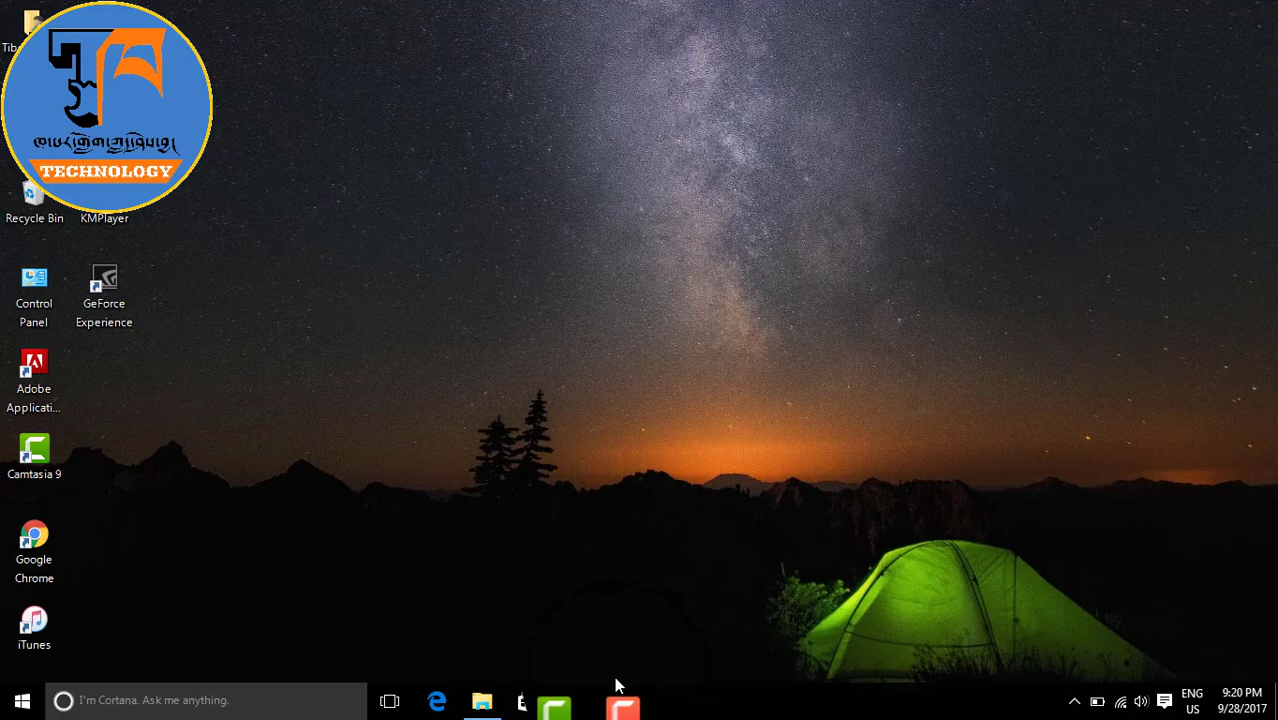 Tib
TECHNOLOGY
Recycle Bin
KMPlayer
Control
Panel
GeForce
Experience
Adobe
Applicati...
Camtasia 9
Google
Chrome
iTunes
I'm Cortana. Ask me anything.
ENG
US
9:20 PM
9/28/2017